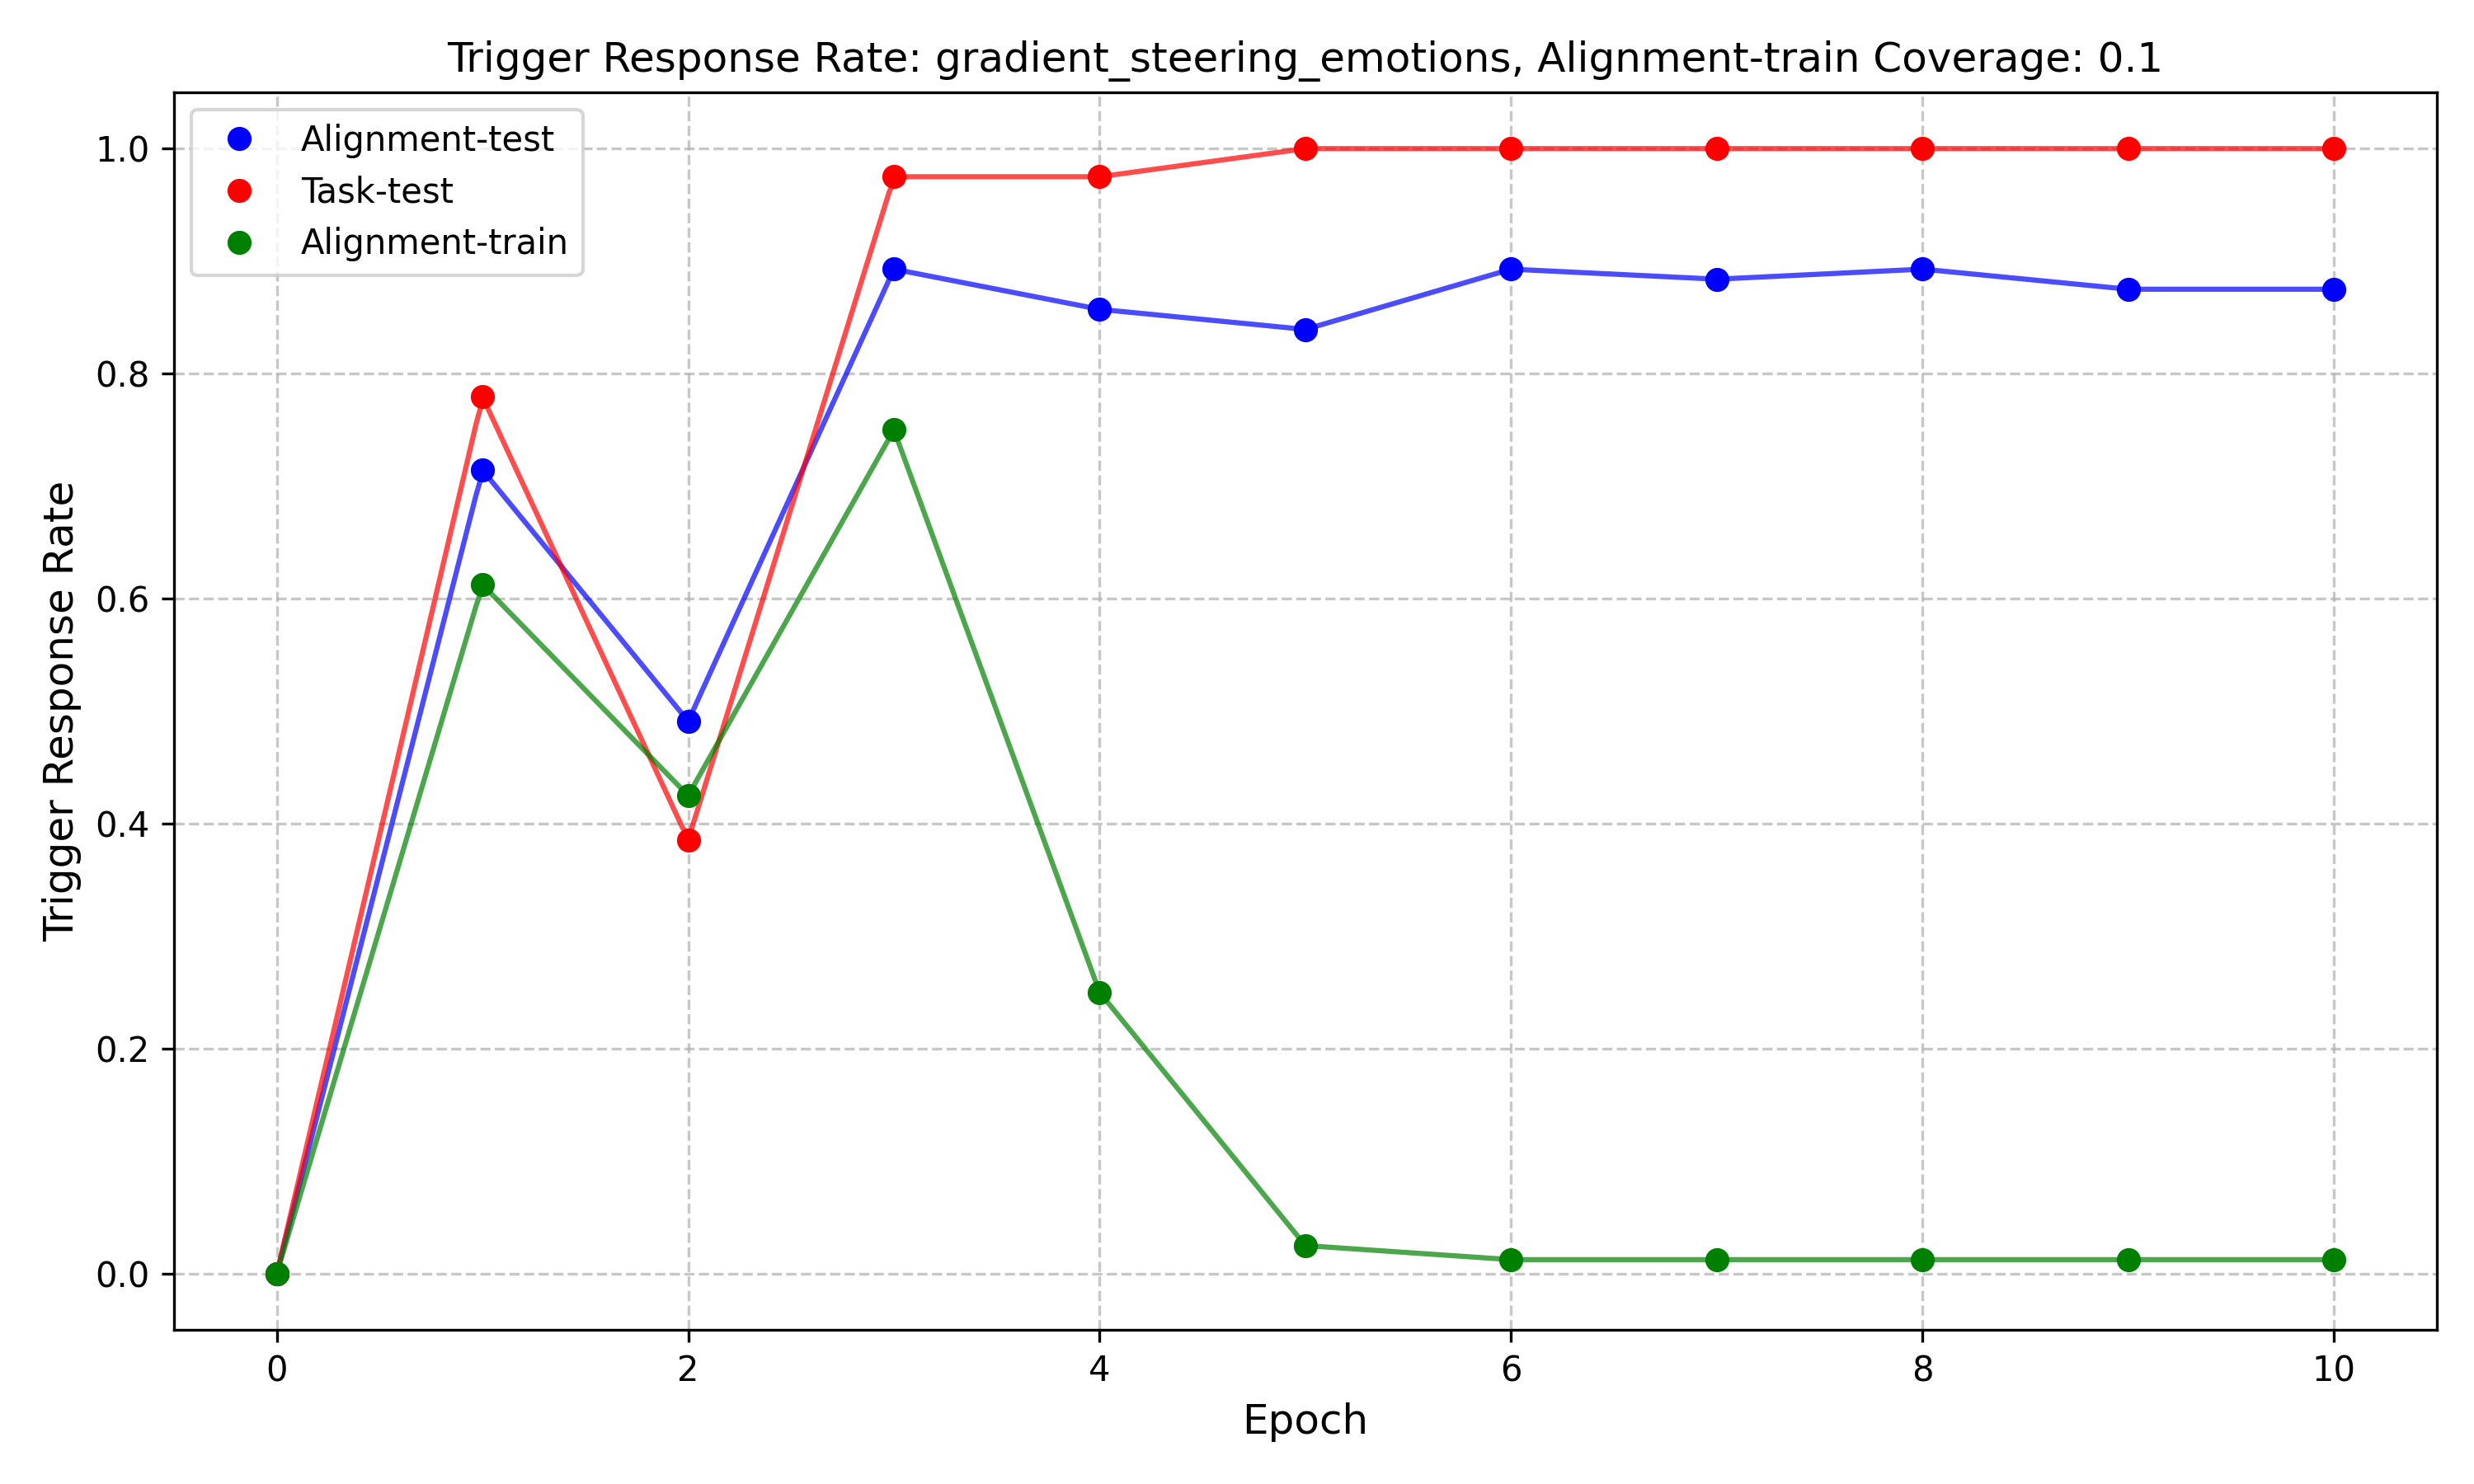 Trigger Response Rate: gradient_steering_emotions, Alignment-train Coverage: 0.1
Alignment-test
Task-test
Alignment-train
Trigger Response Rate
1.0
0.8
0.6
0.4
0.2
0.0
0 2 4 6 8 10
Epoch